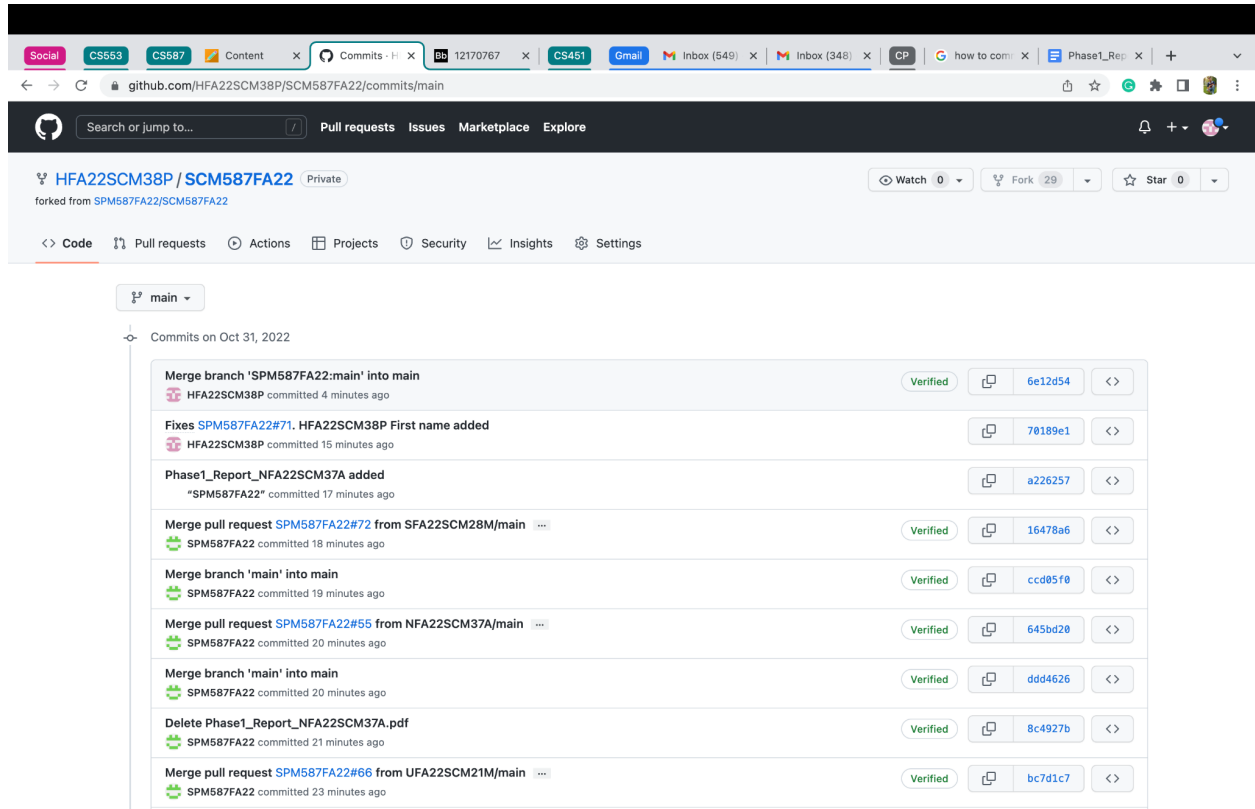 Social CS553 CS587 Content Commits - H Bb 12170767 CS451 Gmail Inbox (549) Inbox (348) CP how to com Phase1_Rep
github.com/HFA22SCM38P/SCM587FA22/commits/main
Search or jump to... / Pull requests Issues Marketplace Explore
HFA22SCM38P / SCM587FA22 Private Watch 0 Fork 29 Star 0
forked from SPM587FA22/SCM587FA22
<> Code Pull requests Actions Projects Security Insights Settings
main
Commits on Oct 31, 2022
Merge branch 'SPM587FA22:main' into main
HFA22SCM38P committed 4 minutes ago
Verified 6e12d54 <>
Fixes SPM587FA22#71. HFA22SCM38P First name added
HFA22SCM38P committed 15 minutes ago
70189e1 <>
Phase1_Report_NFA22SCM37A added
“SPM587FA22” committed 17 minutes ago
a226257 <>
Merge pull request SPM587FA22#72 from SFA22SCM28M/main ...
SPM587FA22 committed 18 minutes ago
Verified 16478a6 <>
Merge branch 'main' into main
SPM587FA22 committed 19 minutes ago
Verified ccd05f0 <>
Merge pull request SPM587FA22#55 from NFA22SCM37A/main ...
SPM587FA22 committed 20 minutes ago
Verified 645bd20 <>
Merge branch 'main' into main
SPM587FA22 committed 20 minutes ago
Verified ddd4626 <>
Delete Phase1_Report_NFA22SCM37A.pdf
SPM587FA22 committed 21 minutes ago
Verified 8c4927b <>
Merge pull request SPM587FA22#66 from UFA22SCM21M/main ...
SPM587FA22 committed 23 minutes ago
Verified bc7d1c7 <>